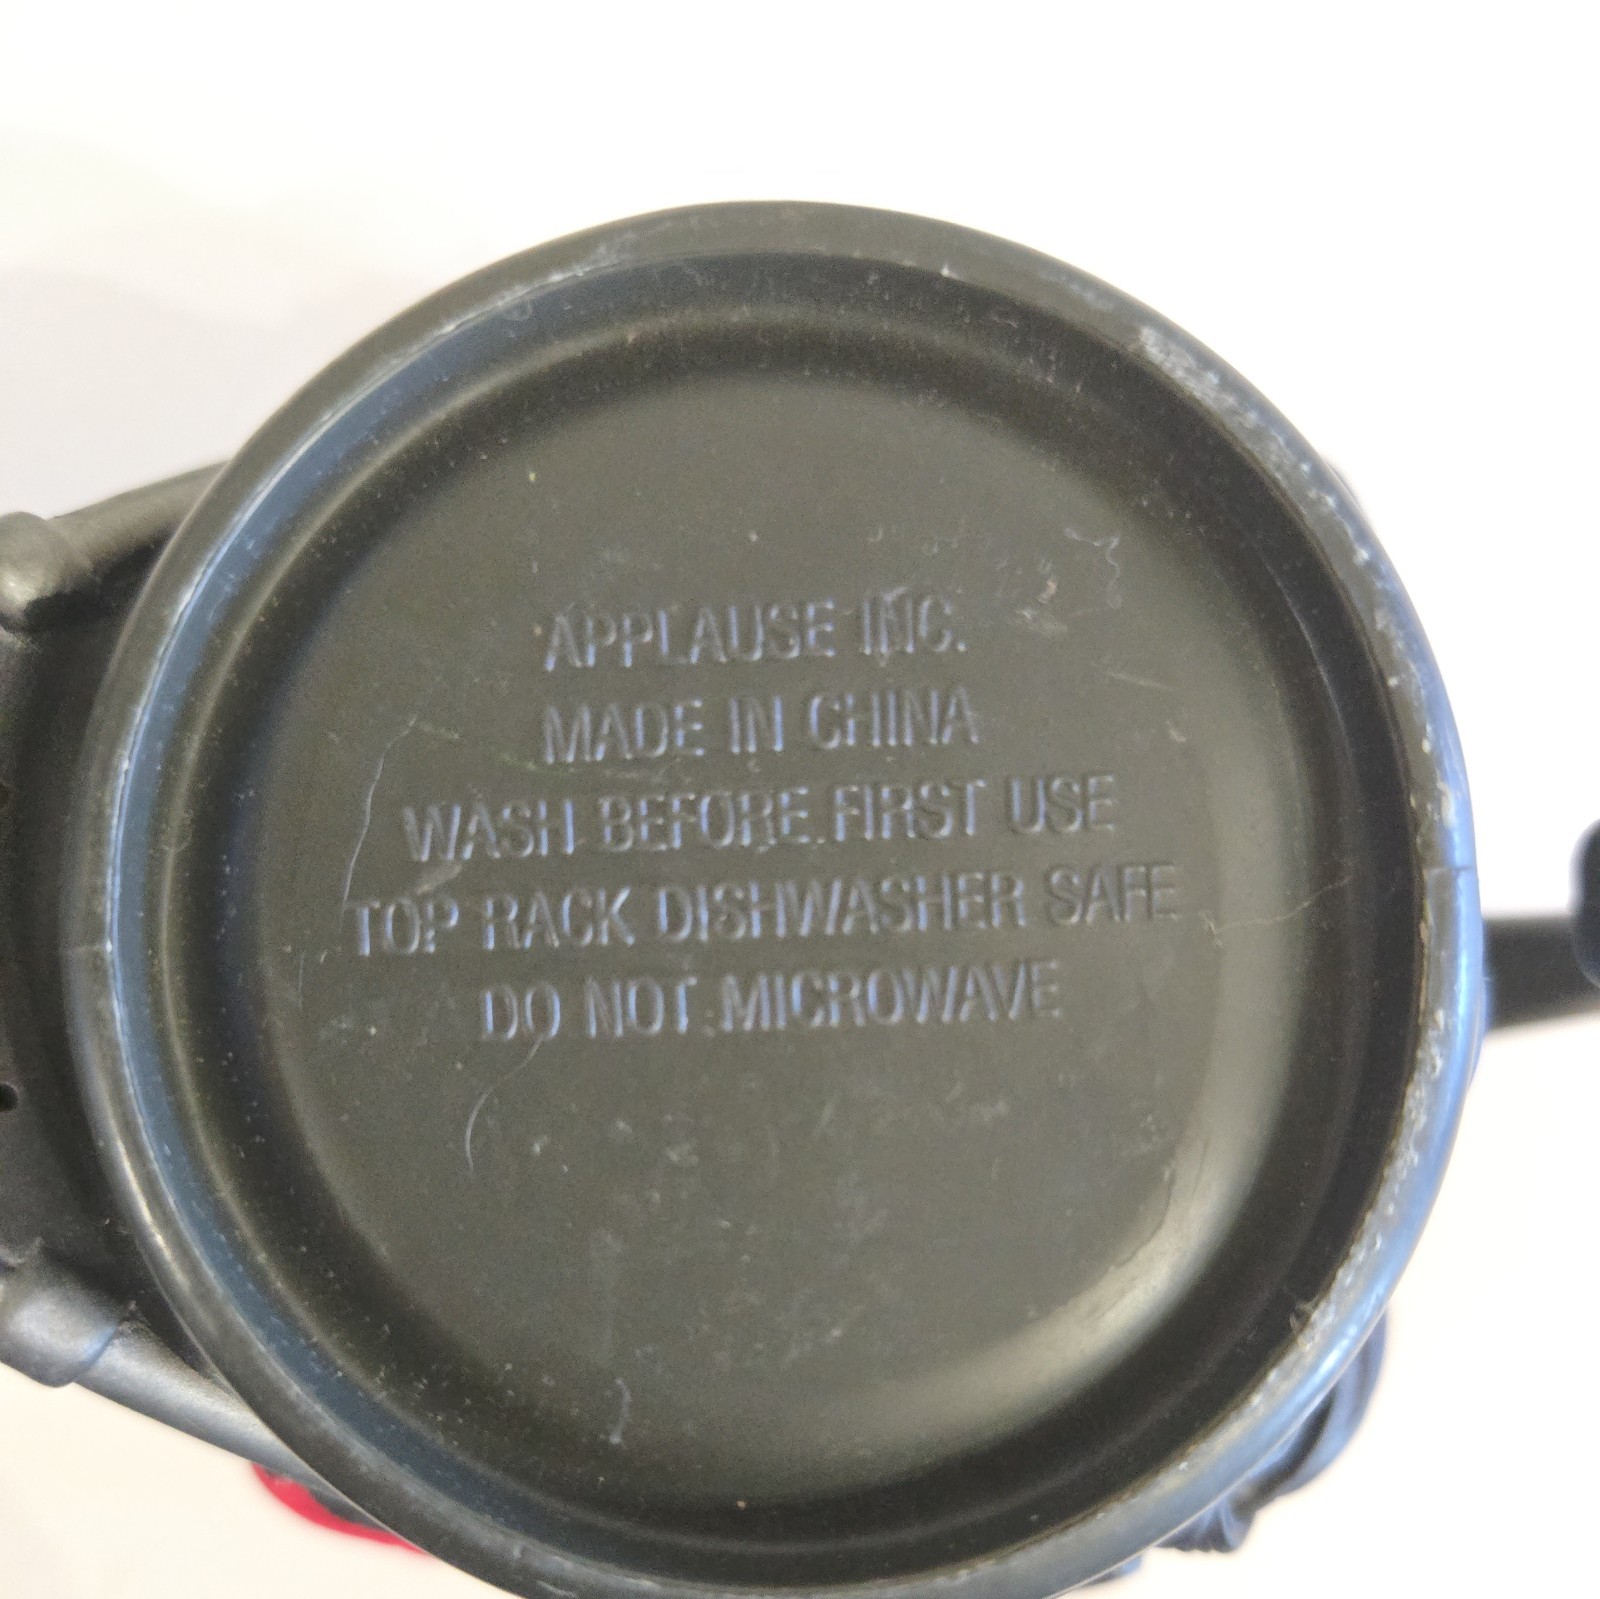 APPLAUSE INC.
MADE IN CHINA
WASH BEFORE FIRST USE
TOP RACK DISHWASHER SAFE
DO NOT MICROWAVE